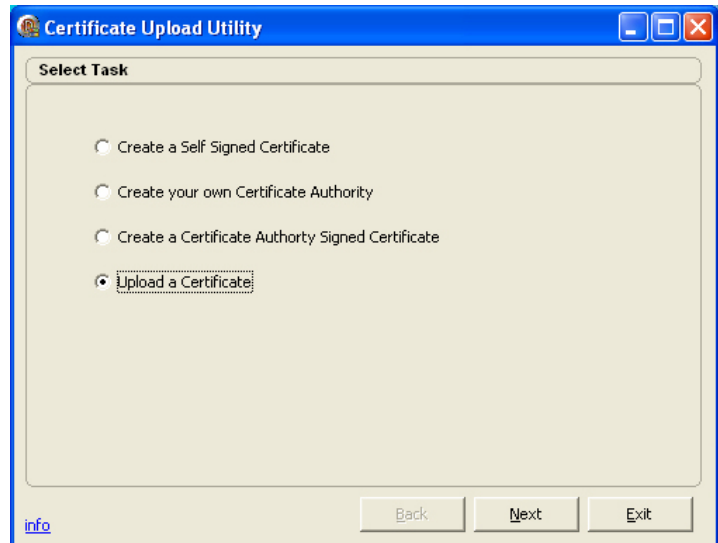 Certificate Upload Utility
Select Task
Create a Self Signed Certificate
Create your own Certificate Authority
Create a Certificate Authorty Signed Certificate
Upload a Certificate
info
Back
Next
Exit